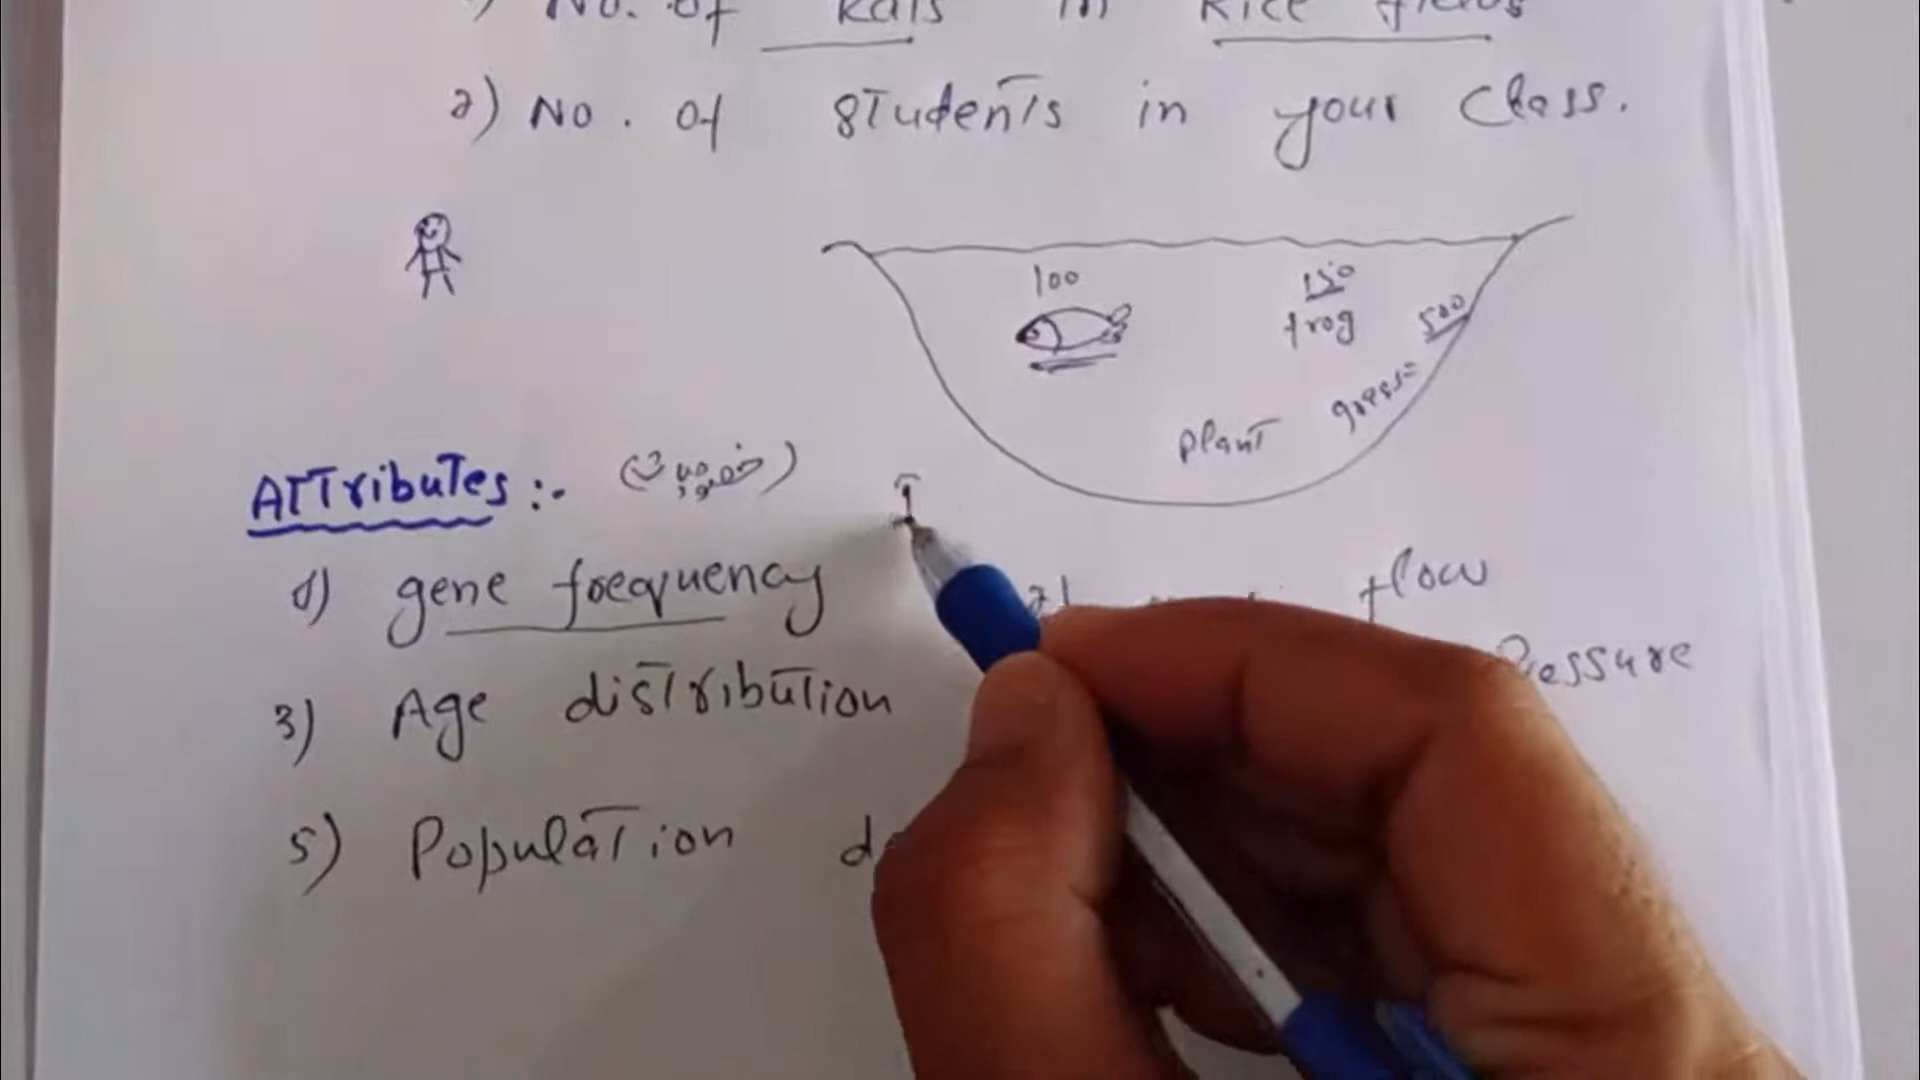 No. of Rats in Rice fields
2) No. of Students in your Class.
100
150
frog
500
grass=
plant
Attributes :- (خصوصیت)
1) gene frequency
flow
3) Age distribution
Pressure
5) Population